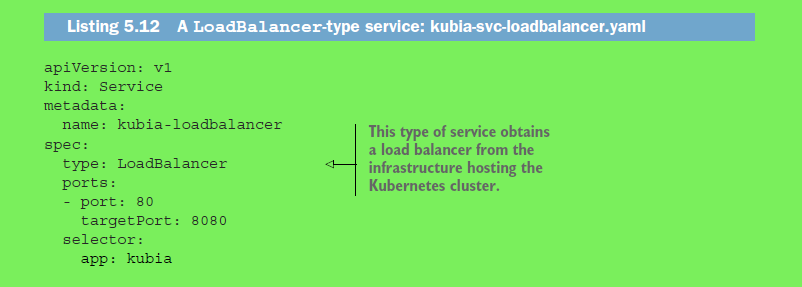 Listing 5.12 A LoadBalancer-type service: kubia-svc-loadbalancer.yaml
apiVersion: v1
kind: Service
metadata:
  name: kubia-loadbalancer
spec:
  type: LoadBalancer
  ports:
  - port: 80
    targetPort: 8080
  selector:
    app: kubia
This type of service obtains
a load balancer from the
infrastructure hosting the
Kubernetes cluster.